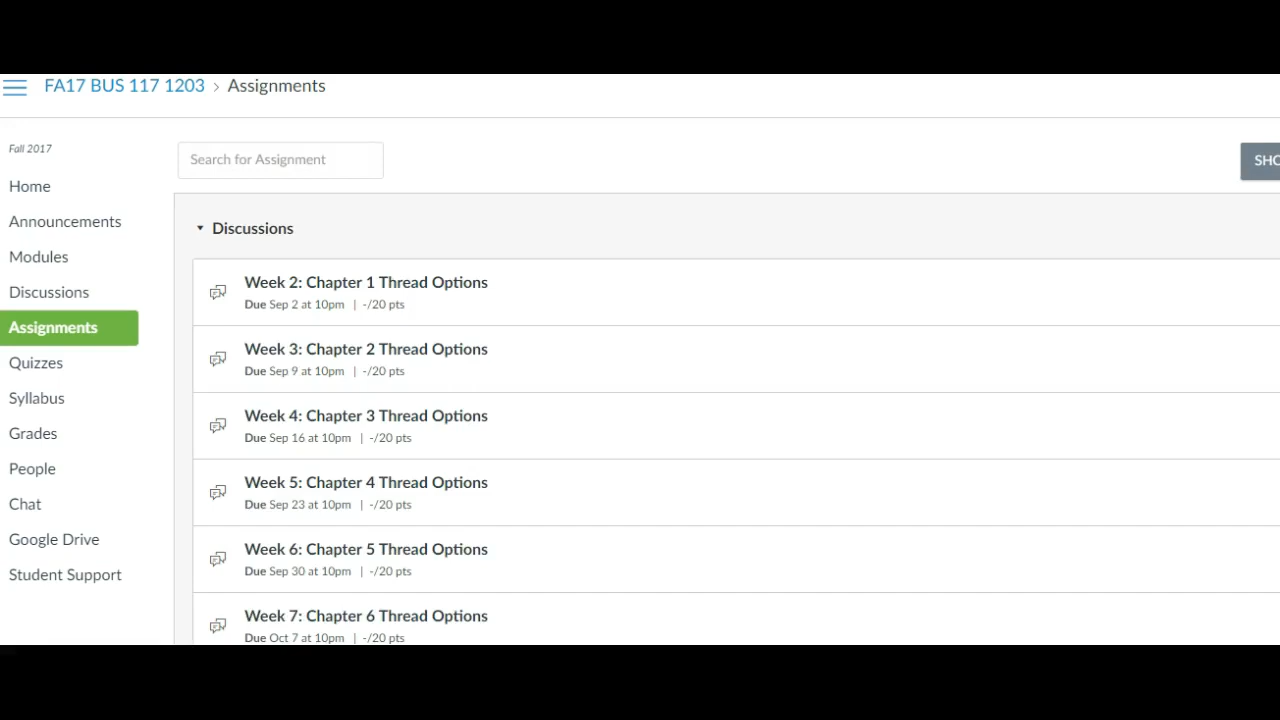 FA17 BUS 117 1203 > Assignments
Fall 2017
Home
Announcements
Modules
Discussions
Assignments
Quizzes
Syllabus
Grades
People
Chat
Google Drive
Student Support
Search for Assignment
SHO
Discussions
Week 2: Chapter 1 Thread Options
Due Sep 2 at 10pm | -/20 pts
Week 3: Chapter 2 Thread Options
Due Sep 9 at 10pm | -/20 pts
Week 4: Chapter 3 Thread Options
Due Sep 16 at 10pm | -/20 pts
Week 5: Chapter 4 Thread Options
Due Sep 23 at 10pm | -/20 pts
Week 6: Chapter 5 Thread Options
Due Sep 30 at 10pm | -/20 pts
Week 7: Chapter 6 Thread Options
Due Oct 7 at 10pm | -/20 pts